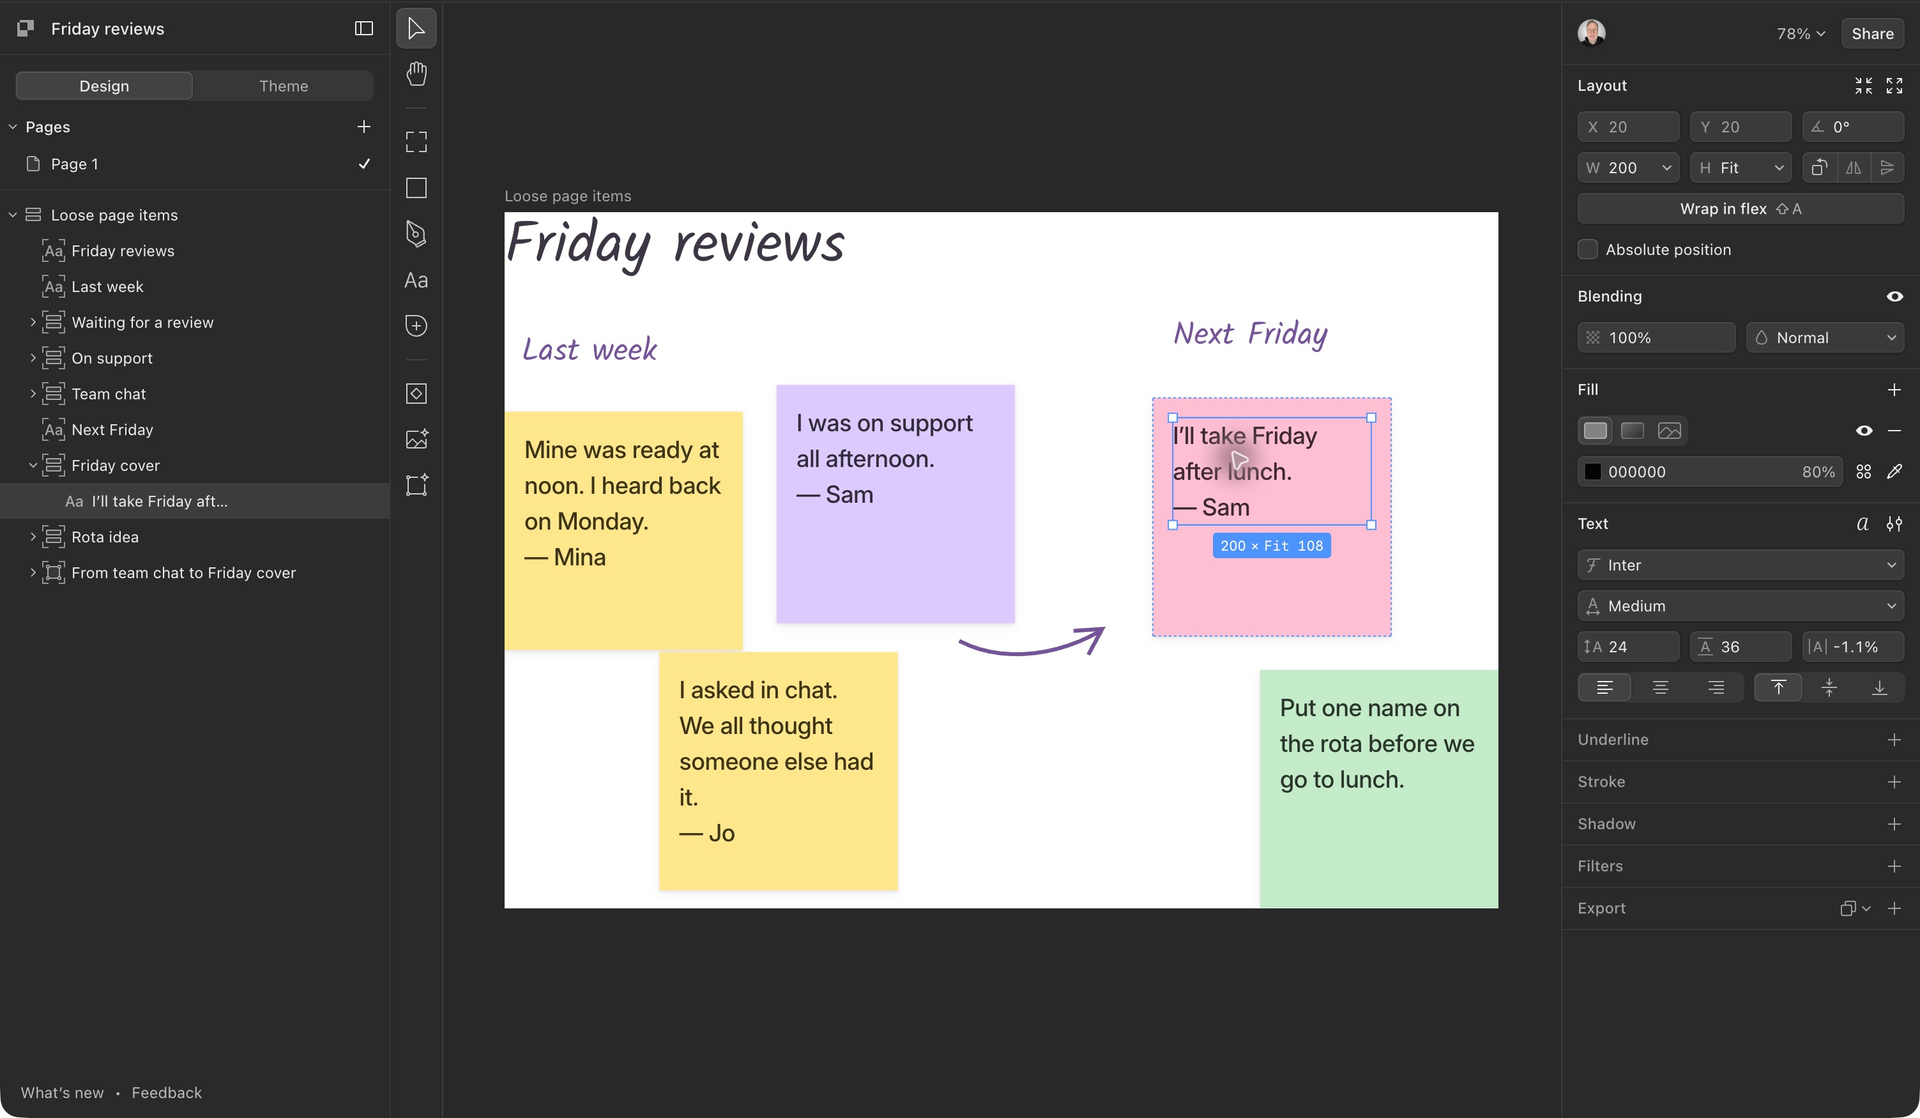 Friday reviews
Design
Theme
Pages
Page 1
Loose page items
Friday reviews
Last week
Waiting for a review
On support
Team chat
Next Friday
Friday cover
Aa I’ll take Friday aft...
Rota idea
From team chat to Friday cover
What’s new • Feedback
Aa
Loose page items
Friday reviews
Last week
Next Friday
Mine was ready at
noon. I heard back
on Monday.
— Mina
I was on support
all afternoon.
— Sam
I’ll take Friday
after lunch.
— Sam
200 × Fit 108
I asked in chat.
We all thought
someone else had
it.
— Jo
Put one name on
the rota before we
go to lunch.
78%
Share
Layout
X 20
Y 20
0°
W 200
H Fit
Wrap in flex ⇧ A
Absolute position
Blending
100%
Normal
Fill
000000 80%
Text
Inter
Medium
24
36
-1.1%
Underline
Stroke
Shadow
Filters
Export